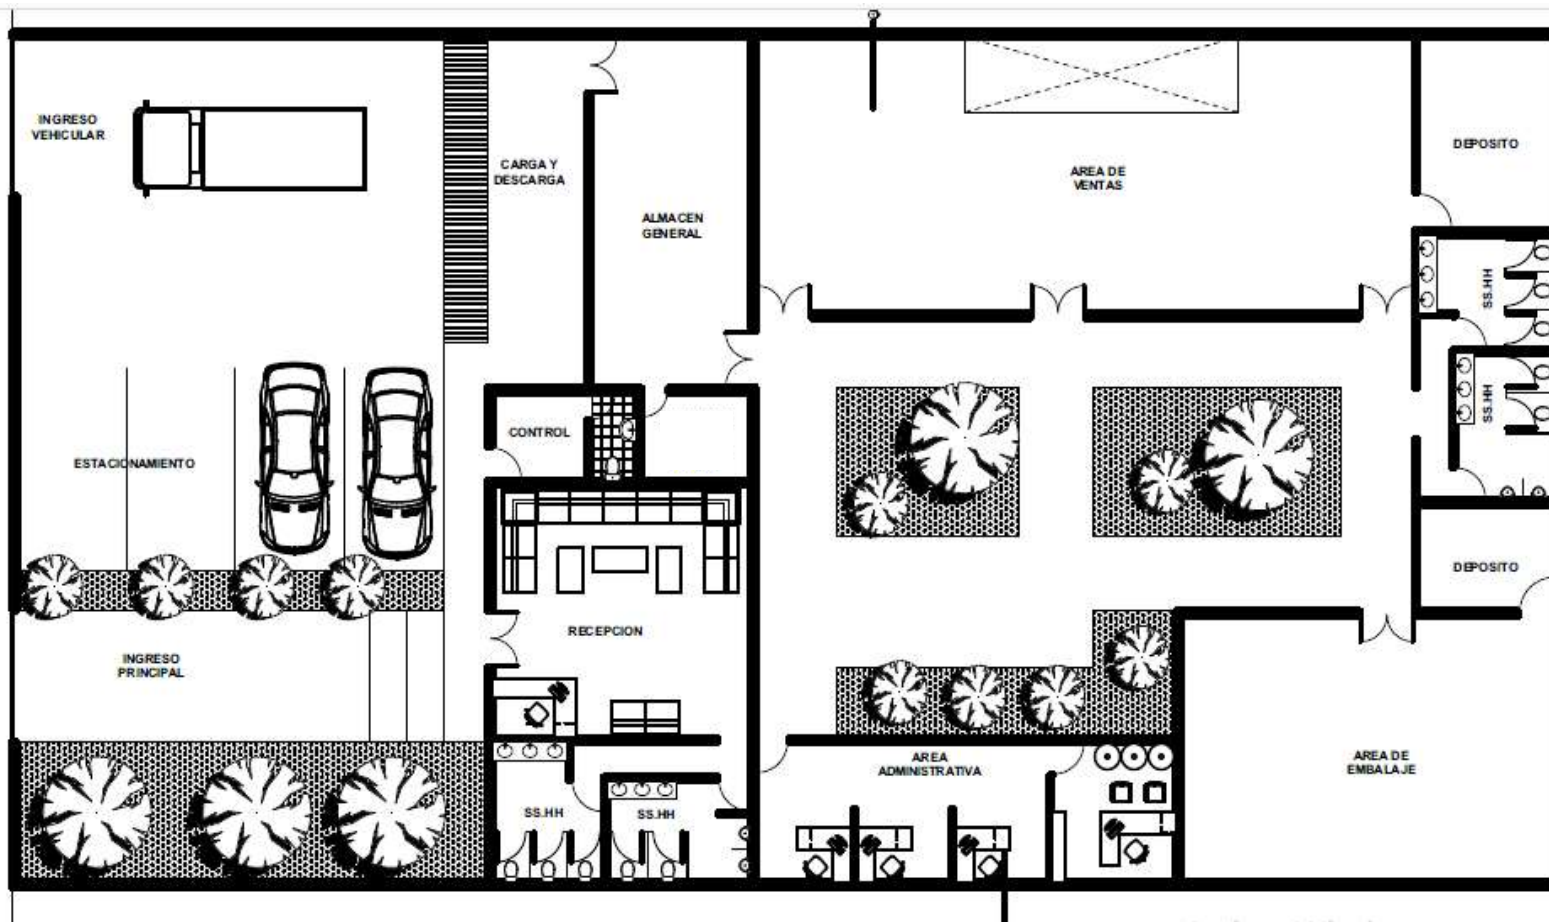 INGRESO
VEHICULAR
CARGA Y
DESCARGA
ALMACEN
GENERAL
AREA DE
VENTAS
DEPOSITO
SS.HH
SS.HH
CONTROL
ESTACIONAMIENTO
DEPOSITO
RECEPCION
INGRESO
PRINCIPAL
AREA
ADMINISTRATIVA
AREA DE
EMBALAJE
SS.HH
SS.HH